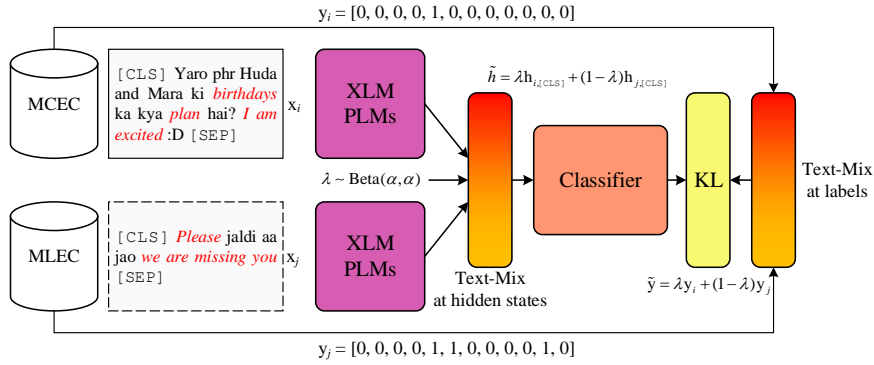 y_i = [0, 0, 0, 0, 1, 0, 0, 0, 0, 0, 0, 0]
MCEC
[CLS] Yaro phr Huda
and Mara ki birthdays
ka kya plan hai? I am
excited :D [SEP]
x_i
XLM
PLMs
h̃ = λh_{i,[CLS]} + (1−λ)h_{j,[CLS]}
λ ~ Beta(α,α)
Classifier
KL
Text-Mix
at labels
MLEC
[CLS] Please jaldi aa
jao we are missing you
[SEP]
x_j
XLM
PLMs
Text-Mix
at hidden states
ỹ = λy_i + (1−λ)y_j
y_j = [0, 0, 0, 0, 1, 1, 0, 0, 0, 0, 1, 0]